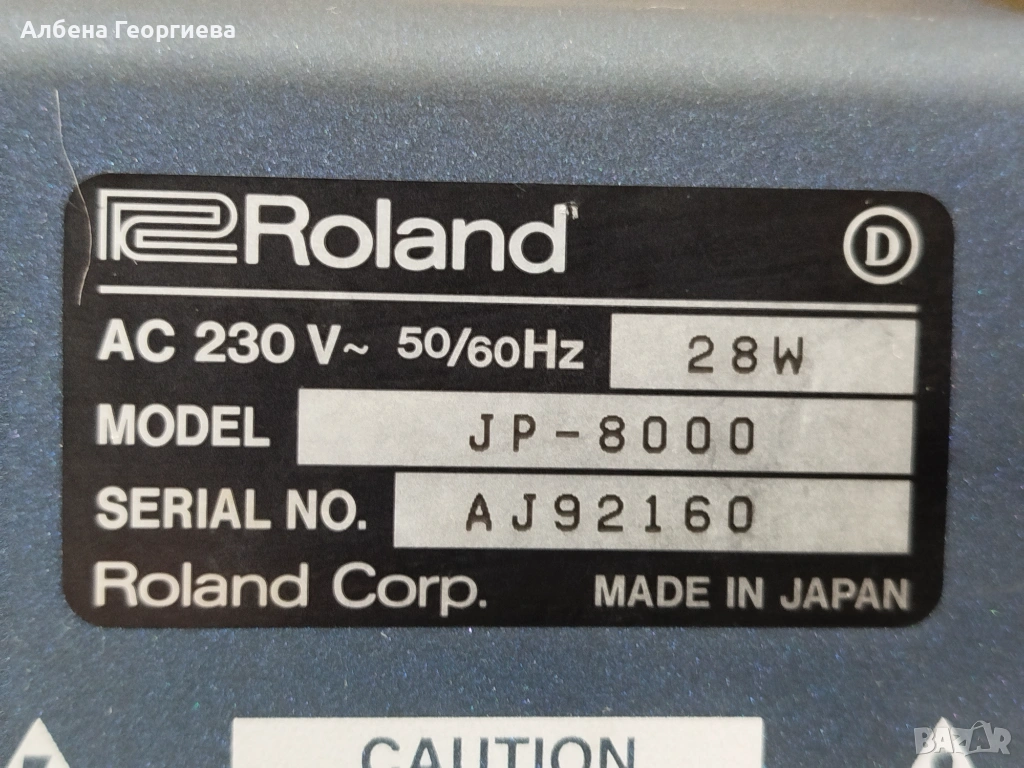 Албена Георгиева
Roland
D
AC 230 V~ 50/60Hz 28W
MODEL JP-8000
SERIAL NO. AJ92160
Roland Corp. MADE IN JAPAN
CAUTION
BAZAR